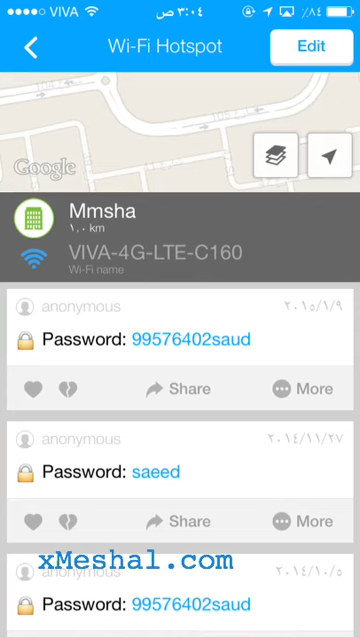 VIVA ٣:٠٤ ص ٪٨٤
Wi-Fi Hotspot Edit
Google
Mmsha
١,٠ km
VIVA-4G-LTE-C160
Wi-Fi name
anonymous ٢٠١٥/١/٩
Password: 99576402saud
Share More
anonymous ٢٠١٤/١١/٢٧
Password: saeed
Share More
xMeshal.com
anonymous ٢٠١٤/١٠/٥
Password: 99576402saud